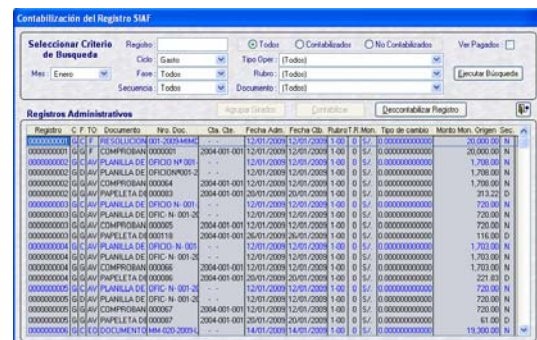 Contabilización del Registro SIAF
Seleccionar Criterio de Busqueda
Registro
Todos Contabilizados No Contabilizados
Ver Pagados
Ciclo Gasto
Tipo Oper: (Todos)
Mes: Enero
Fase Todos
Rubro: (Todos)
Ejecutar Búsqueda
Secuencia Todos
Documento (Todos)
Registros Administrativos
Agrupar Girados Contabilizar Descontabilizar Registro
Registro C F TO Documento Nro. Doc. Cta. Cte. Fecha Adm. Fecha Ctb. Rubro T.R. Mon. Tipo de cambio Monto Mon. Origen Sec.
0000000001 G C F RESOLUCION 001-2009-MIMD - - 12/01/2009 12/01/2009 1-00 0 S/. 0.000000000000 20,000.00 N
0000000001 G G F COMPROBAN 0000001 2004-001-001 12/01/2009 12/01/2009 1-00 0 S/. 0.000000000000 20,000.00 N
0000000002 G C AV PLANILLA DE OFICIO Nº 001- - - 12/01/2009 12/01/2009 1-00 0 S/. 0.000000000000 1,708.00 N
0000000002 G D AV PLANILLA DE OFICIONº001-2 - - 12/01/2009 12/01/2009 1-00 0 S/. 0.000000000000 1,708.00 N
0000000002 G G AV COMPROBAN 000064 2004-001-001 12/01/2009 12/01/2009 1-00 0 S/. 0.000000000000 1,708.00 N
0000000002 G G AV PAPELETA DE 000083 2004-001-001 20/01/2009 20/01/2009 1-00 0 S/. 0.000000000000 313.22 D
0000000003 G C AV PLANILLA DE OFICIO N- 001- - - 12/01/2009 12/01/2009 1-00 0 S/. 0.000000000000 720.00 N
0000000003 G D AV PLANILLA DE OFIC- N- 001-20 - - 12/01/2009 12/01/2009 1-00 0 S/. 0.000000000000 720.00 N
0000000003 G G AV COMPROBAN 000005 2004-001-001 12/01/2009 12/01/2009 1-00 0 S/. 0.000000000000 720.00 N
0000000003 G G AV PAPELETA DE 000118 2004-001-001 26/01/2009 26/01/2009 1-00 0 S/. 0.000000000000 116.00 D
0000000004 G C AV PLANILLA DE OFICIO- N- 001 - - 12/01/2009 12/01/2009 1-00 0 S/. 0.000000000000 1,703.00 N
0000000004 G D AV PLANILLA DE OFIC- N- 001-20 - - 12/01/2009 12/01/2009 1-00 0 S/. 0.000000000000 1,703.00 N
0000000004 G G AV COMPROBAN 000066 2004-001-001 12/01/2009 12/01/2009 1-00 0 S/. 0.000000000000 1,703.00 N
0000000004 G G AV PAPELETA DE 000086 2004-001-001 20/01/2009 20/01/2009 1-00 0 S/. 0.000000000000 221.83 D
0000000005 G C AV PLANILLA DE OFIC- N- 001-20 - - 12/01/2009 12/01/2009 1-00 0 S/. 0.000000000000 720.00 N
0000000005 G D AV PLANILLA DE OFIC- N- 001-20 - - 12/01/2009 12/01/2009 1-00 0 S/. 0.000000000000 720.00 N
0000000005 G G AV COMPROBAN 000067 2004-001-001 12/01/2009 12/01/2009 1-00 0 S/. 0.000000000000 720.00 N
0000000005 G G AV PAPELETA DE 000087 2004-001-001 20/01/2009 20/01/2009 1-00 0 S/. 0.000000000000 61.00 D
0000000006 G C EO DOCUMENTO MM-020-2009-L - - 14/01/2009 14/01/2009 1-00 0 S/. 0.000000000000 19,300.00 N